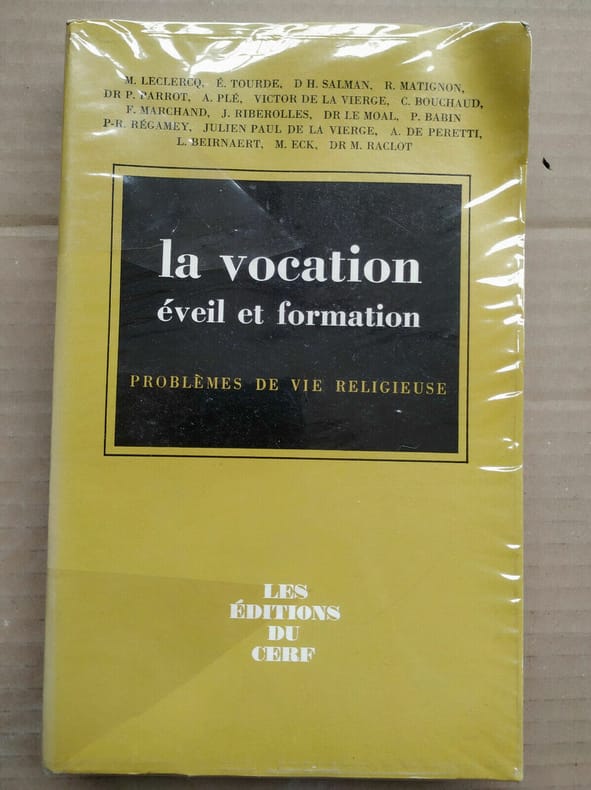 M. LECLERCQ, É. TOURDE, D H. SALMAN, R. MATIGNON,
DR P. PARROT, A. PLÉ, VICTOR DE LA VIERGE, C. BOUCHAUD,
F. MARCHAND, J. RIBEROLLES, DR LE MOAL, P. BABIN
P-R. RÉGAMEY, JULIEN PAUL DE LA VIERGE, A. DE PERETTI,
L. BEIRNAERT, M. ECK, DR M. RACLOT
la vocation
éveil et formation
PROBLÈMES DE VIE RELIGIEUSE
LES
ÉDITIONS
DU
CERF